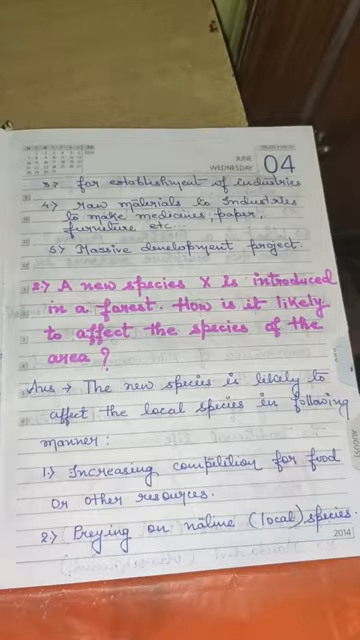 JUNE
WEDNESDAY 04
3.> for establishment of industries
4.> raw materials to Industries
to make medicines, paper,
furniture etc...
5.> Massive development project.
2.> A new species X is introduced
in a forest. How is it likely
to affect the species of the
area?
Ans → The new species is likely to
affect the local species in following
manner:
1.> Increasing competition for food
or other resources.
2.> Preying on native (local) species.
AUGUST
2014